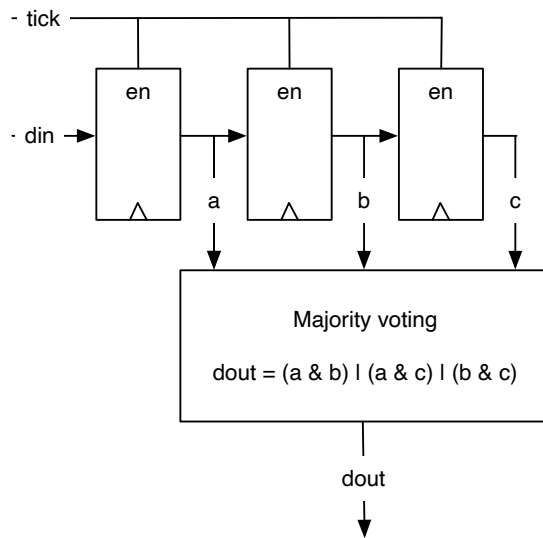 tick
en en en
din
a b c
Majority voting
dout = (a & b) | (a & c) | (b & c)
dout